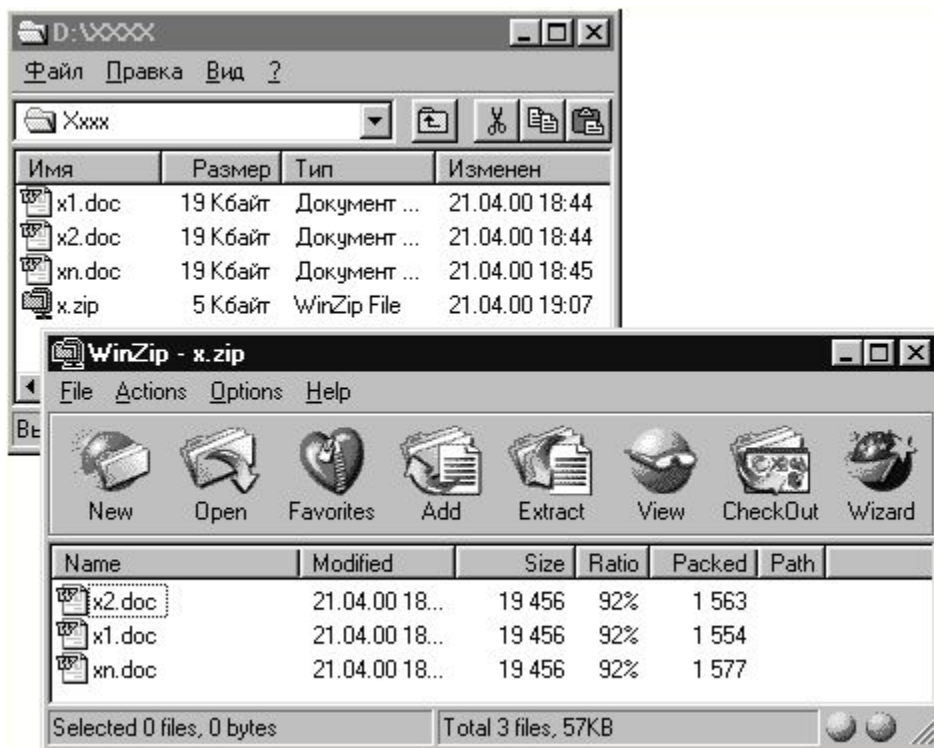 D:\XXXX
Файл Правка Вид ?
Xxxx
Имя Размер Тип Изменен
x1.doc 19 Кбайт Документ ... 21.04.00 18:44
x2.doc 19 Кбайт Документ ... 21.04.00 18:44
xn.doc 19 Кбайт Документ ... 21.04.00 18:45
x.zip 5 Кбайт WinZip File 21.04.00 19:07
WinZip - x.zip
File Actions Options Help
New Open Favorites Add Extract View CheckOut Wizard
Name Modified Size Ratio Packed Path
x2.doc 21.04.00 18... 19 456 92% 1 563
x1.doc 21.04.00 18... 19 456 92% 1 554
xn.doc 21.04.00 18... 19 456 92% 1 577
Selected 0 files, 0 bytes Total 3 files, 57KB